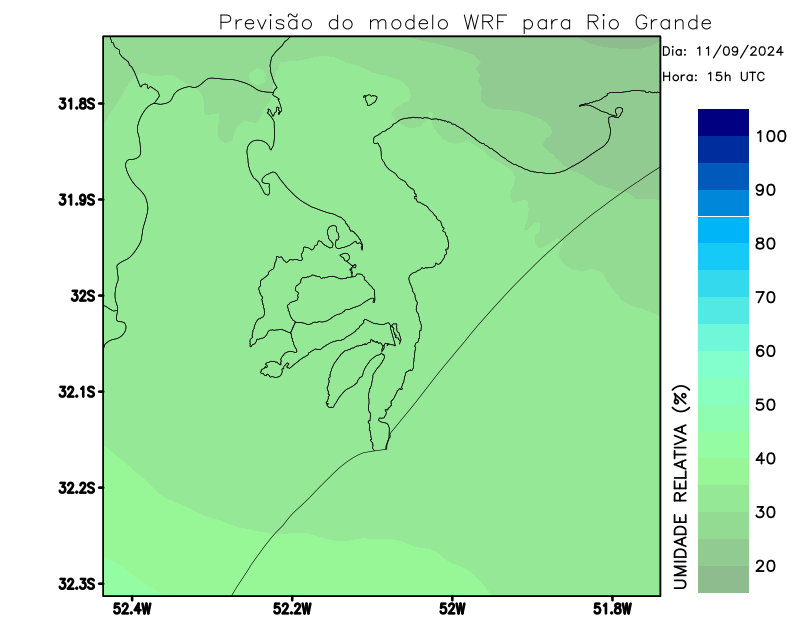 Previsão do modelo WRF para Rio Grande
Dia: 11/09/2024
Hora: 15h UTC
31.8S
31.9S
32S
32.1S
32.2S
32.3S
52.4W
52.2W
52W
51.8W
100
90
80
70
60
50
40
30
20
UMIDADE RELATIVA (%)